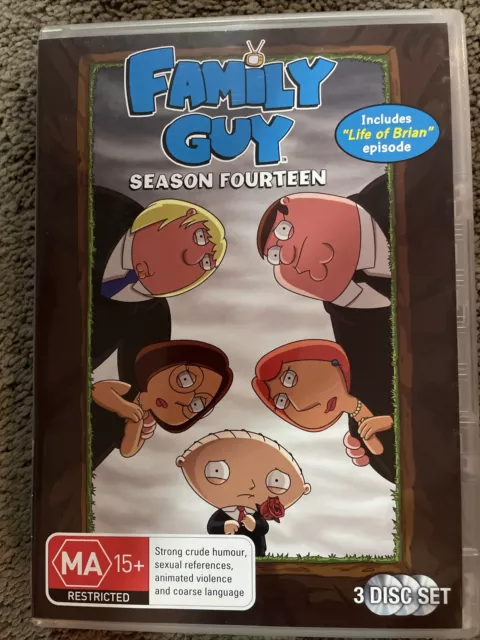 FAMILY
GUY™
SEASON FOURTEEN
Includes
"Life of Brian"
episode
MA 15+
RESTRICTED
Strong crude humour,
sexual references,
animated violence
and coarse language
3 DISC SET